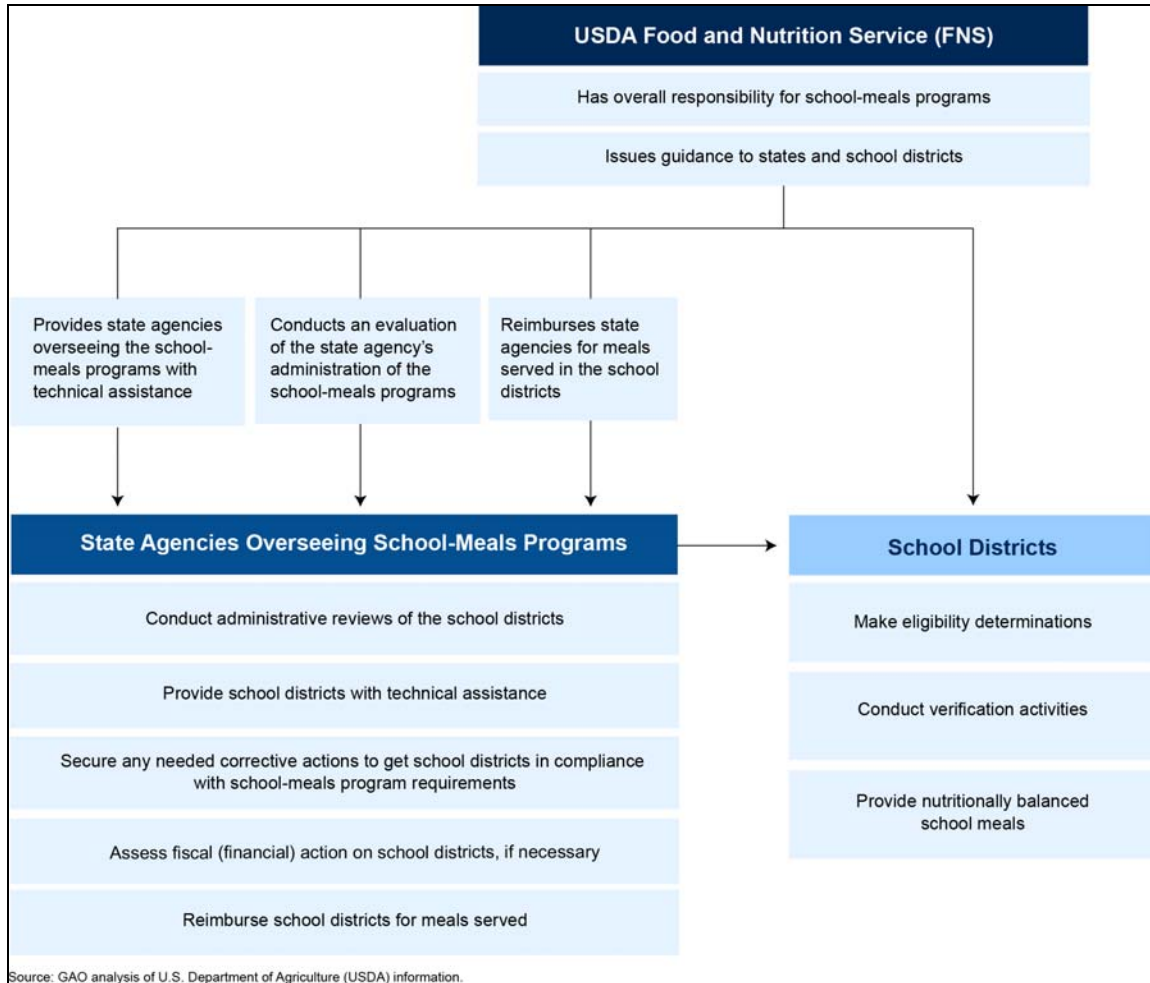 USDA Food and Nutrition Service (FNS)
Has overall responsibility for school-meals programs
Issues guidance to states and school districts
Provides state agencies
overseeing the school-
meals programs with
technical assistance
Conducts an evaluation
of the state agency's
administration of the
school-meals programs
Reimburses state
agencies for meals
served in the school
districts
State Agencies Overseeing School-Meals Programs
Conduct administrative reviews of the school districts
Provide school districts with technical assistance
Secure any needed corrective actions to get school districts in compliance
with school-meals program requirements
Assess fiscal (financial) action on school districts, if necessary
Reimburse school districts for meals served
School Districts
Make eligibility determinations
Conduct verification activities
Provide nutritionally balanced
school meals
Source: GAO analysis of U.S. Department of Agriculture (USDA) information.